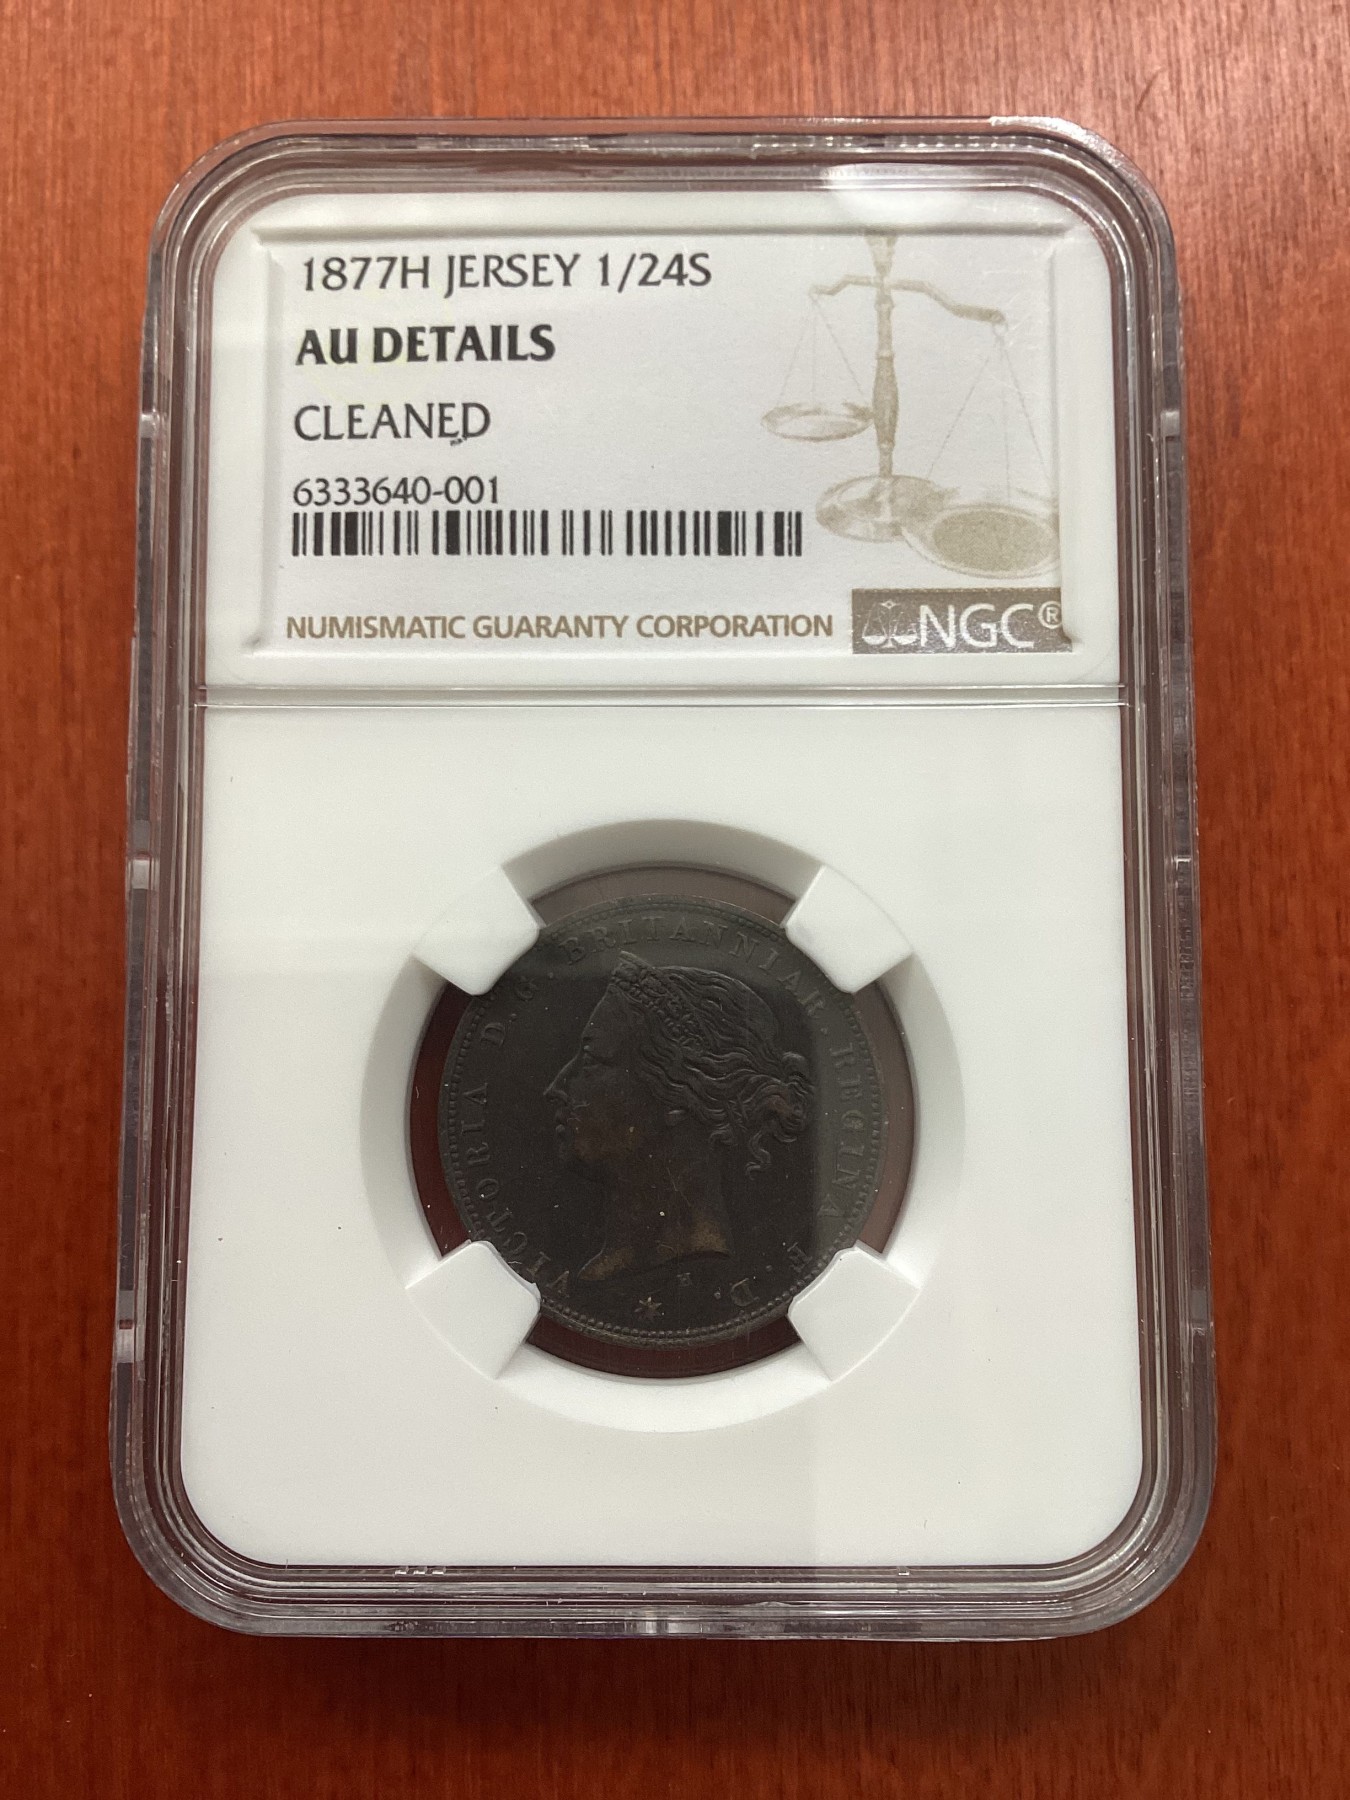 1877H JERSEY 1/24S
AU DETAILS
CLEANED
6333640-001
NUMISMATIC GUARANTY CORPORATION NGC®
VICTORIA D. G. BRITANNIAR. REGINA F. D. *
H